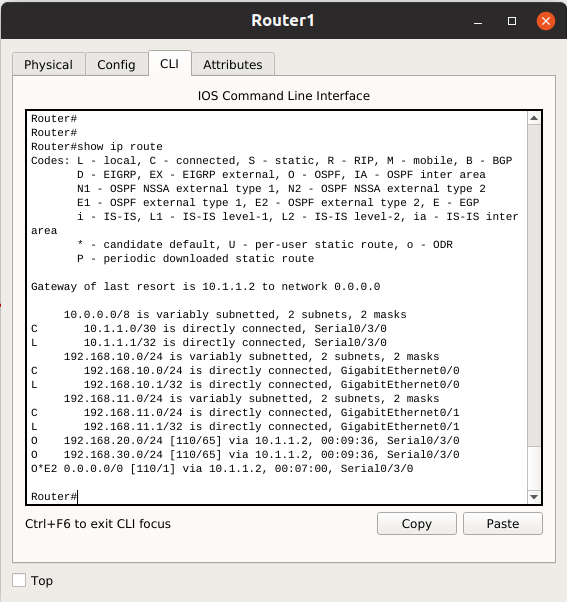 Router1
Physical Config CLI Attributes
IOS Command Line Interface
Router#
Router#
Router#show ip route
Codes: L - local, C - connected, S - static, R - RIP, M - mobile, B - BGP
D - EIGRP, EX - EIGRP external, O - OSPF, IA - OSPF inter area
N1 - OSPF NSSA external type 1, N2 - OSPF NSSA external type 2
E1 - OSPF external type 1, E2 - OSPF external type 2, E - EGP
i - IS-IS, L1 - IS-IS level-1, L2 - IS-IS level-2, ia - IS-IS inter
area
* - candidate default, U - per-user static route, o - ODR
P - periodic downloaded static route
Gateway of last resort is 10.1.1.2 to network 0.0.0.0
10.0.0.0/8 is variably subnetted, 2 subnets, 2 masks
C 10.1.1.0/30 is directly connected, Serial0/3/0
L 10.1.1.1/32 is directly connected, Serial0/3/0
192.168.10.0/24 is variably subnetted, 2 subnets, 2 masks
C 192.168.10.0/24 is directly connected, GigabitEthernet0/0
L 192.168.10.1/32 is directly connected, GigabitEthernet0/0
192.168.11.0/24 is variably subnetted, 2 subnets, 2 masks
C 192.168.11.0/24 is directly connected, GigabitEthernet0/1
L 192.168.11.1/32 is directly connected, GigabitEthernet0/1
O 192.168.20.0/24 [110/65] via 10.1.1.2, 00:09:36, Serial0/3/0
O 192.168.30.0/24 [110/65] via 10.1.1.2, 00:09:36, Serial0/3/0
O*E2 0.0.0.0/0 [110/1] via 10.1.1.2, 00:07:00, Serial0/3/0
Router#
Ctrl+F6 to exit CLI focus Copy Paste
Top